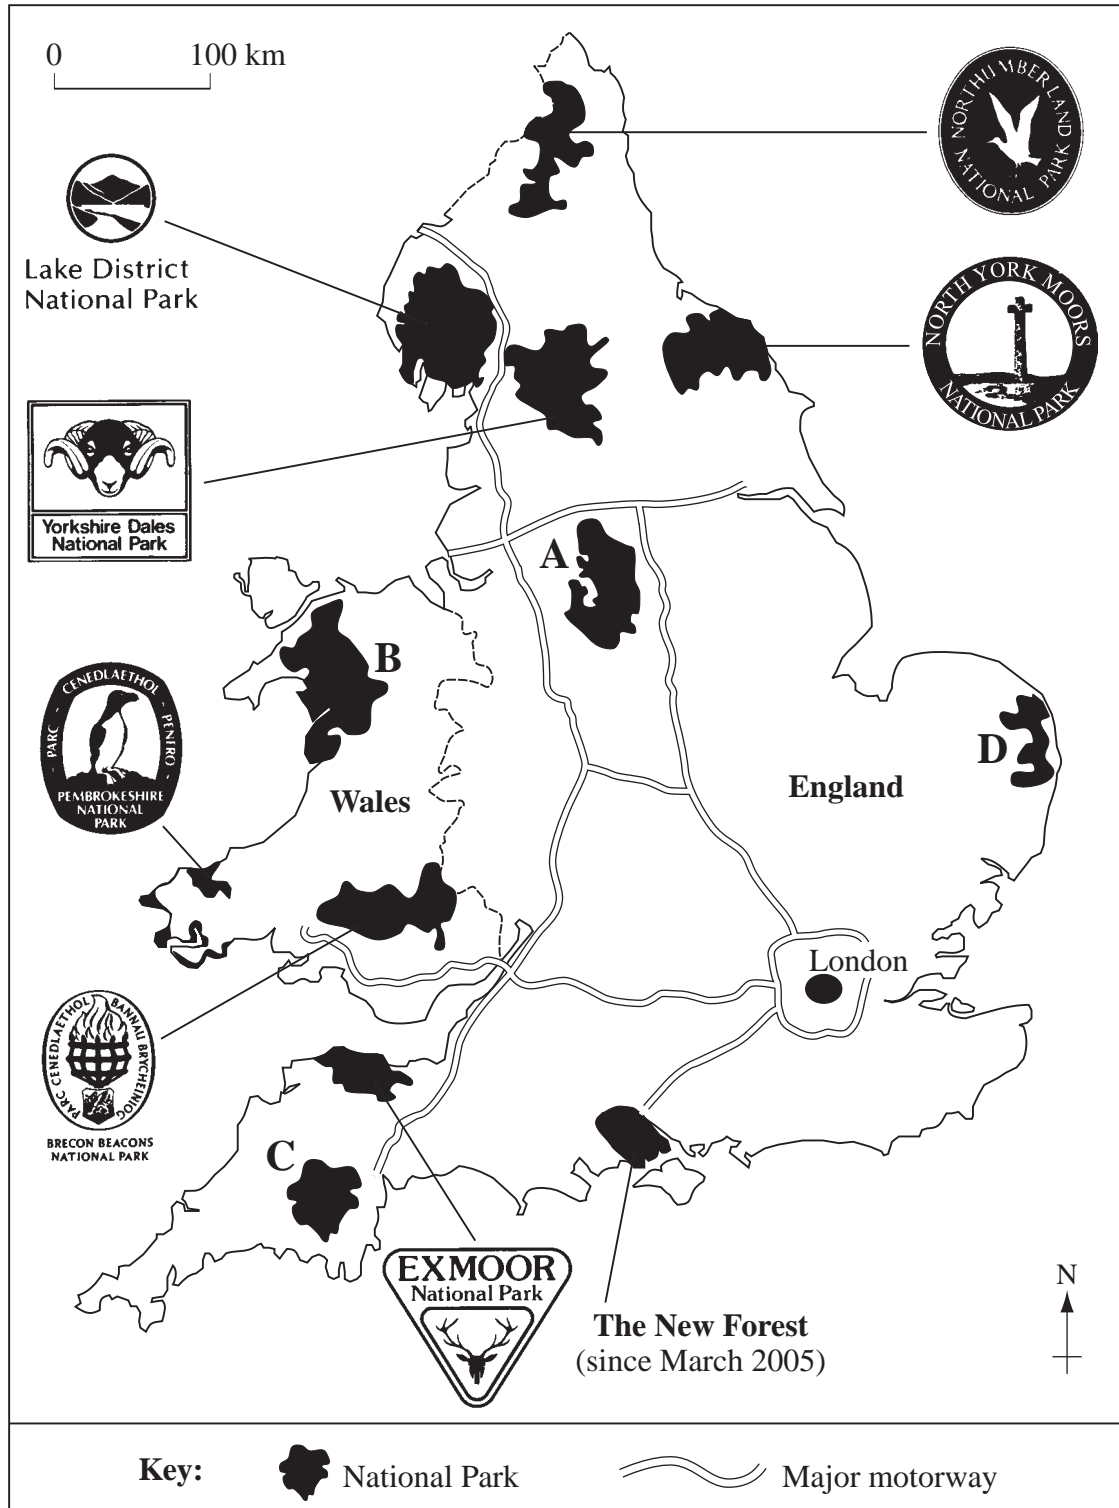 0 100 km
NORTHUMBERLAND
NATIONAL PARK
Lake District
National Park
NORTH YORK MOORS
NATIONAL PARK
Yorkshire Dales
National Park
A
B
PARC - CENEDLAETHOL - PENFRO -
PEMBROKESHIRE
NATIONAL
PARK
D
England
Wales
London
PARC CENEDLAETHOL BANNAU BRYCHEINIOG
BRECON BEACONS
NATIONAL PARK
C
EXMOOR
National Park
The New Forest
(since March 2005)
N
Key: National Park Major motorway